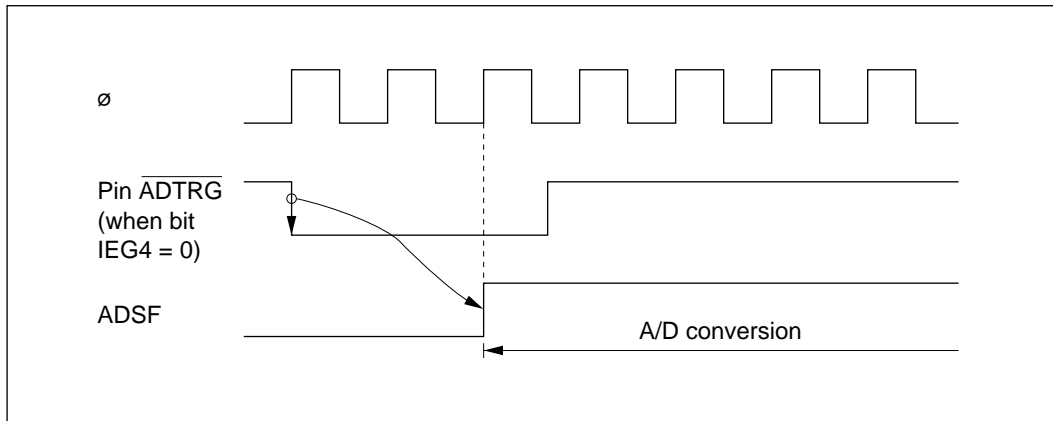 ø
Pin ADTRG
(when bit
IEG4 = 0)
ADSF
A/D conversion